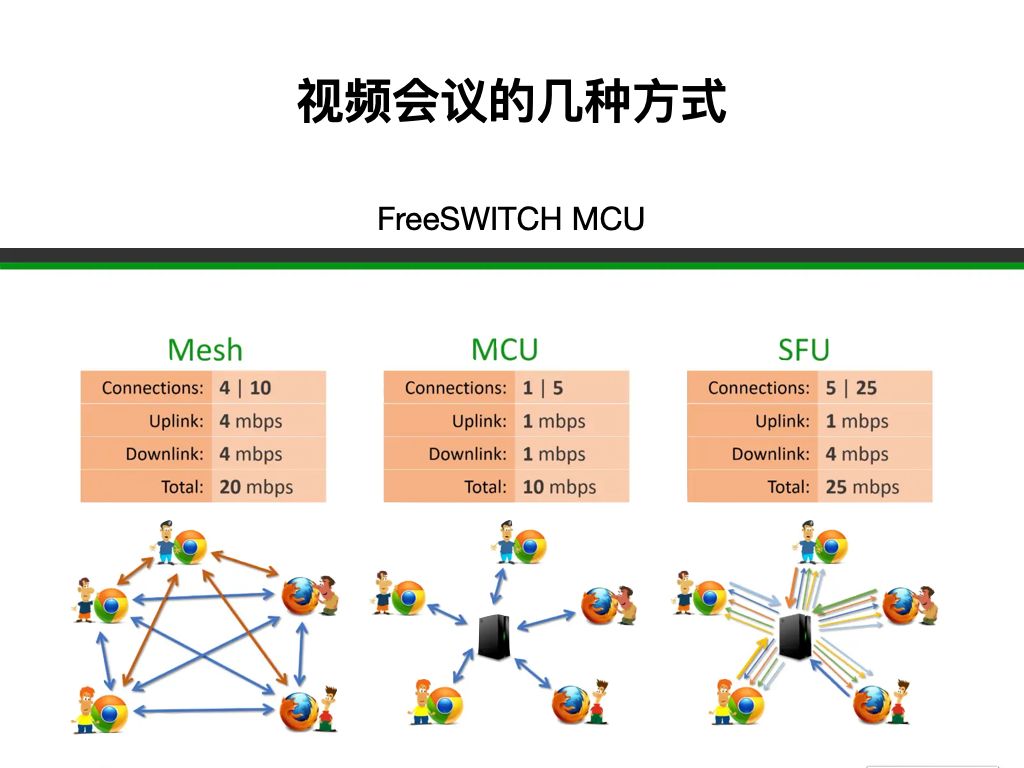 视频会议的几种方式
FreeSWITCH MCU
Mesh
Connections: 4 | 10
Uplink: 4 mbps
Downlink: 4 mbps
Total: 20 mbps
MCU
Connections: 1 | 5
Uplink: 1 mbps
Downlink: 1 mbps
Total: 10 mbps
SFU
Connections: 5 | 25
Uplink: 1 mbps
Downlink: 4 mbps
Total: 25 mbps